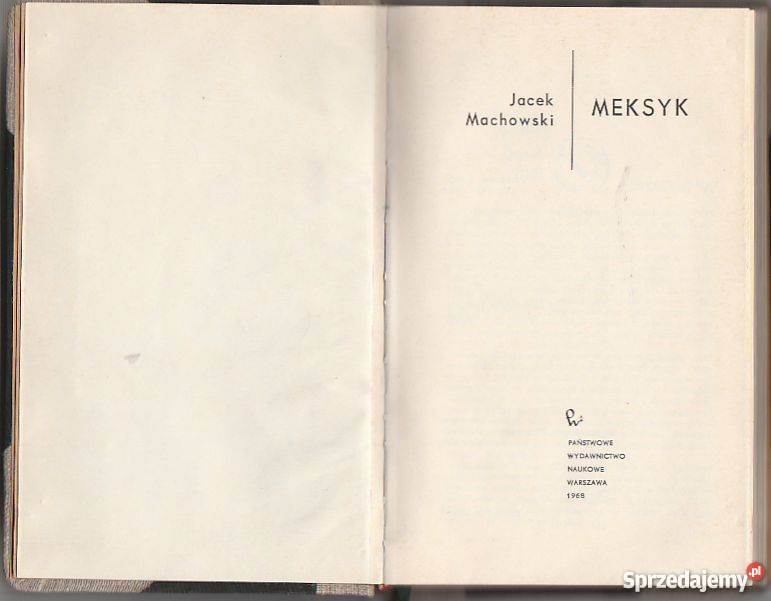 Jacek
Machowski
MEKSYK
PAŃSTWOWE
WYDAWNICTWO
NAUKOWE
WARSZAWA
1968
Sprzedajemy.pl